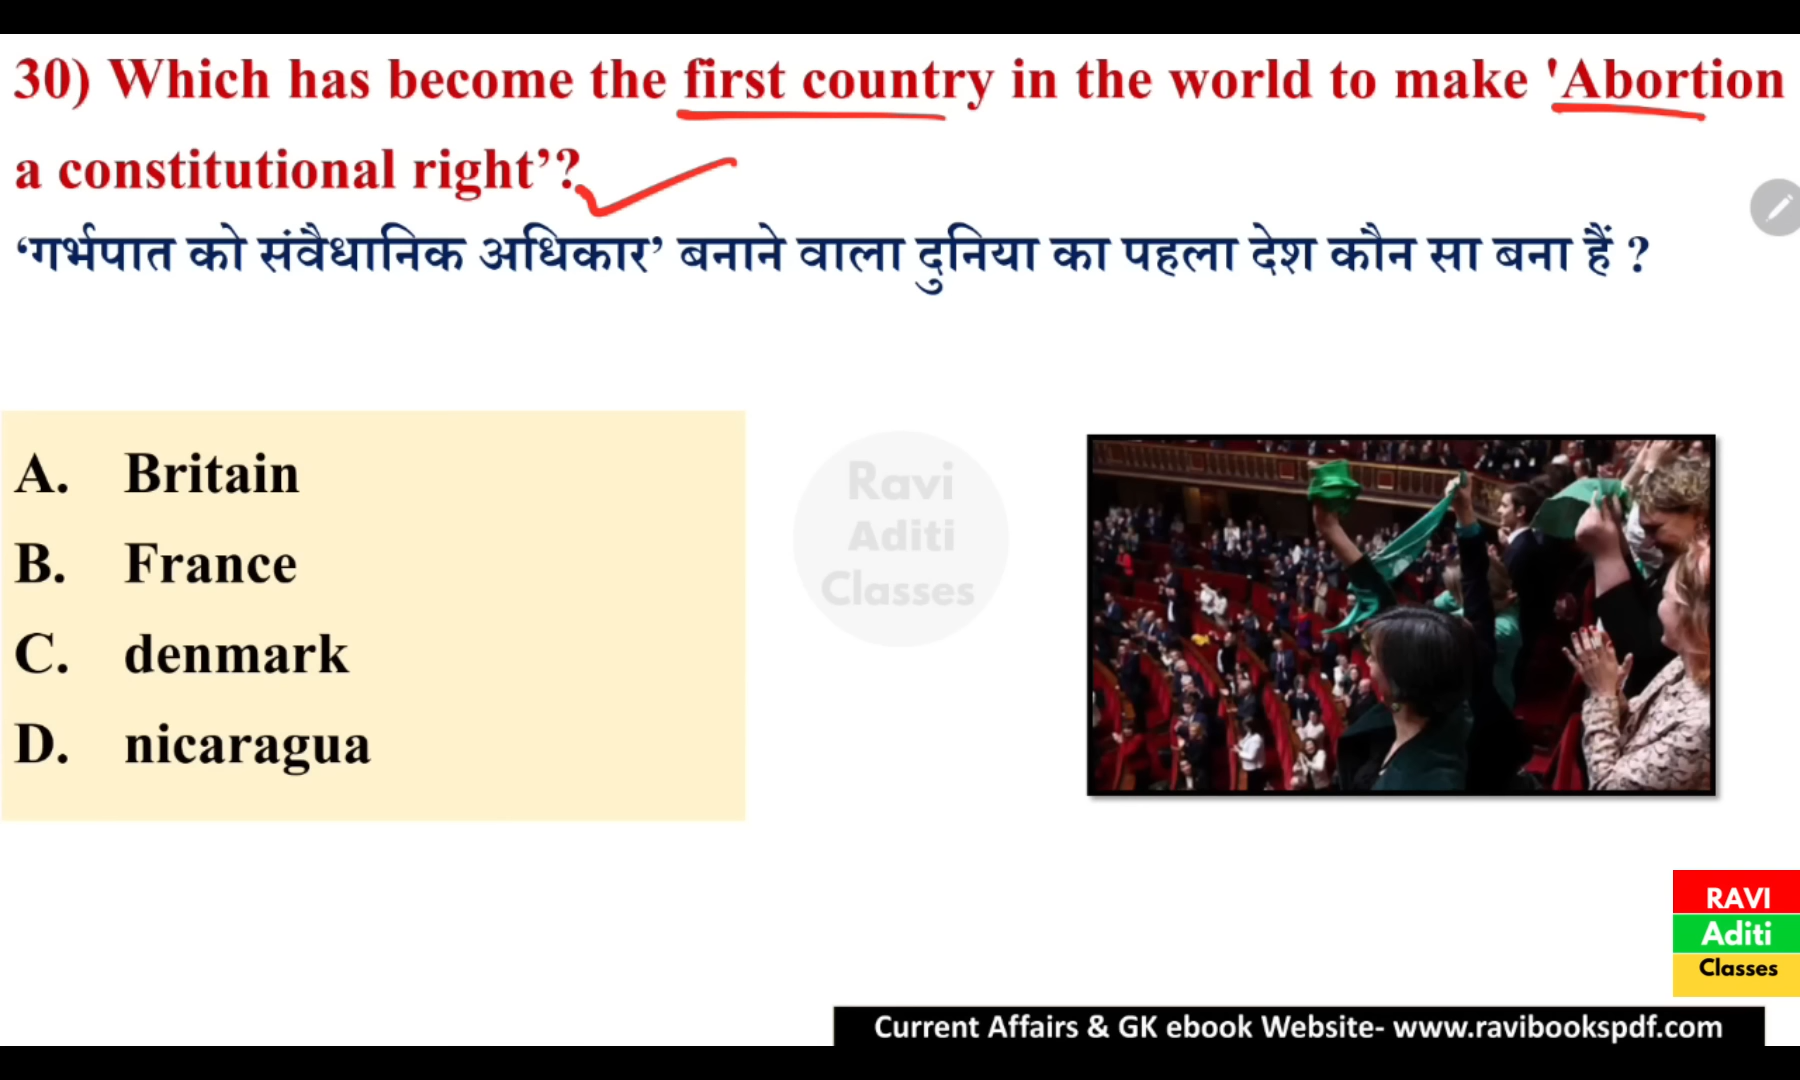 30) Which has become the first country in the world to make 'Abortion
a constitutional right’?
‘गर्भपात को संवैधानिक अधिकार’ बनाने वाला दुनिया का पहला देश कौन सा बना हैं ?
A. Britain
B. France
C. denmark
D. nicaragua
Ravi
Aditi
Classes
RAVI
Aditi
Classes
Current Affairs & GK ebook Website- www.ravibookspdf.com